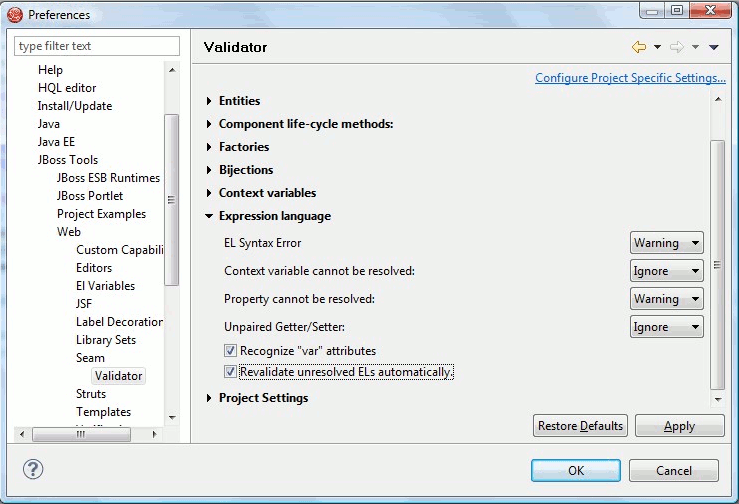 Preferences
type filter text
Help
HQL editor
Install/Update
Java
Java EE
JBoss Tools
JBoss ESB Runtimes
JBoss Portlet
Project Examples
Web
Custom Capabili
Editors
El Variables
JSF
Label Decoration
Library Sets
Seam
Validator
Struts
Templates
Validator
Configure Project Specific Settings...
Entities
Component life-cycle methods:
Factories
Bijections
Context variables
Expression language
EL Syntax Error Warning
Context variable cannot be resolved: Ignore
Property cannot be resolved: Warning
Unpaired Getter/Setter: Ignore
Recognize "var" attributes
Revalidate unresolved ELs automatically.
Project Settings
Restore Defaults Apply
? OK Cancel